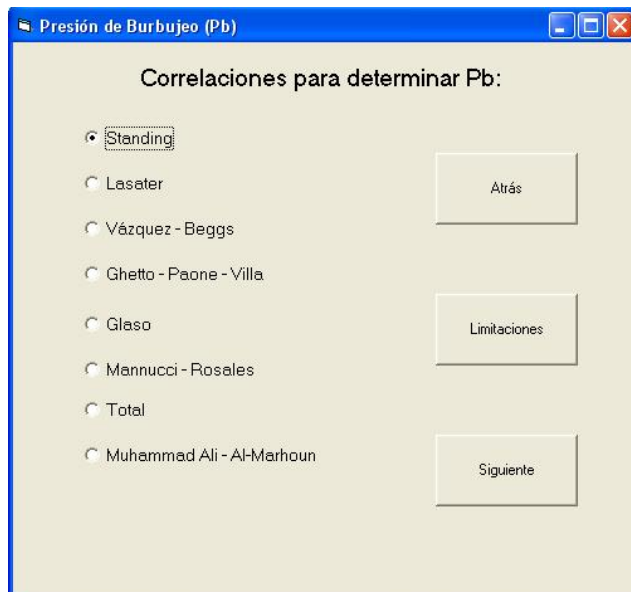 Presión de Burbujeo (Pb)
Correlaciones para determinar Pb:
Standing
Lasater
Vázquez - Beggs
Ghetto - Paone - Villa
Glaso
Mannucci - Rosales
Total
Muhammad Ali - Al-Marhoun
Atrás
Limitaciones
Siguiente